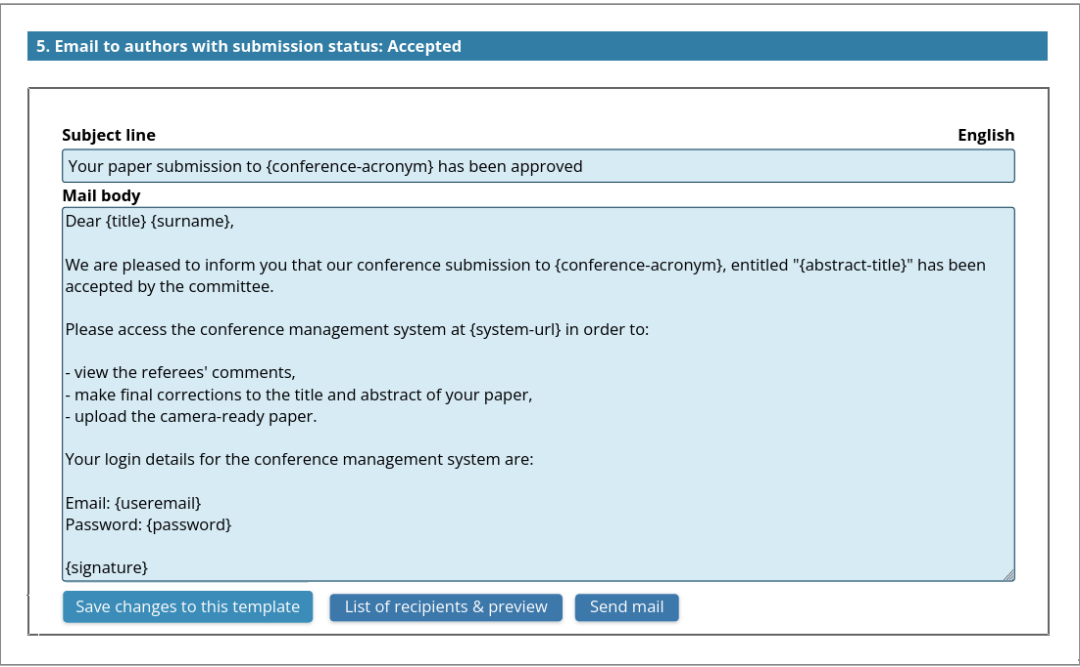 5. Email to authors with submission status: Accepted
Subject line English
Your paper submission to {conference-acronym} has been approved
Mail body
Dear {title} {surname},
We are pleased to inform you that our conference submission to {conference-acronym}, entitled "{abstract-title}" has been
accepted by the committee.
Please access the conference management system at {system-url} in order to:
- view the referees' comments,
- make final corrections to the title and abstract of your paper,
- upload the camera-ready paper.
Your login details for the conference management system are:
Email: {useremail}
Password: {password}
{signature}
Save changes to this template List of recipients & preview Send mail